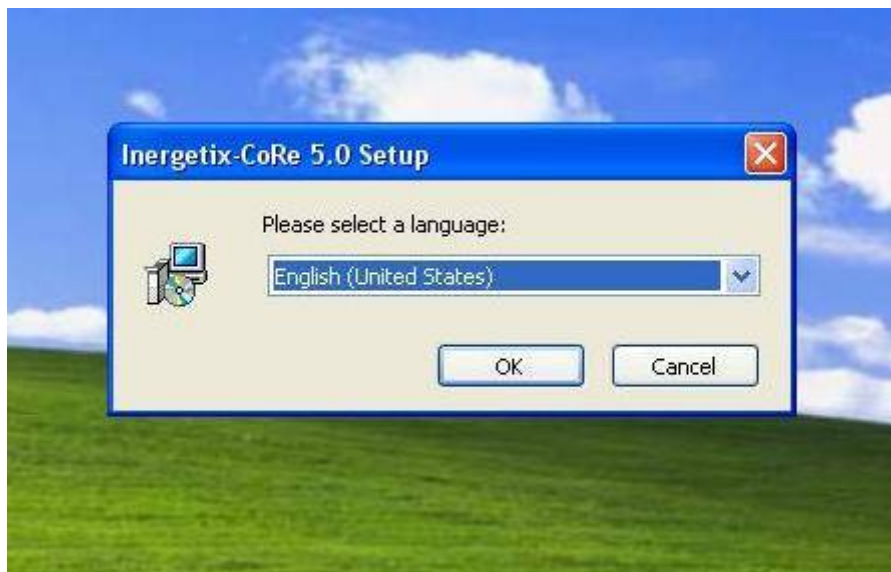 Inergetix-CoRe 5.0 Setup
Please select a language:
English (United States)
OK
Cancel